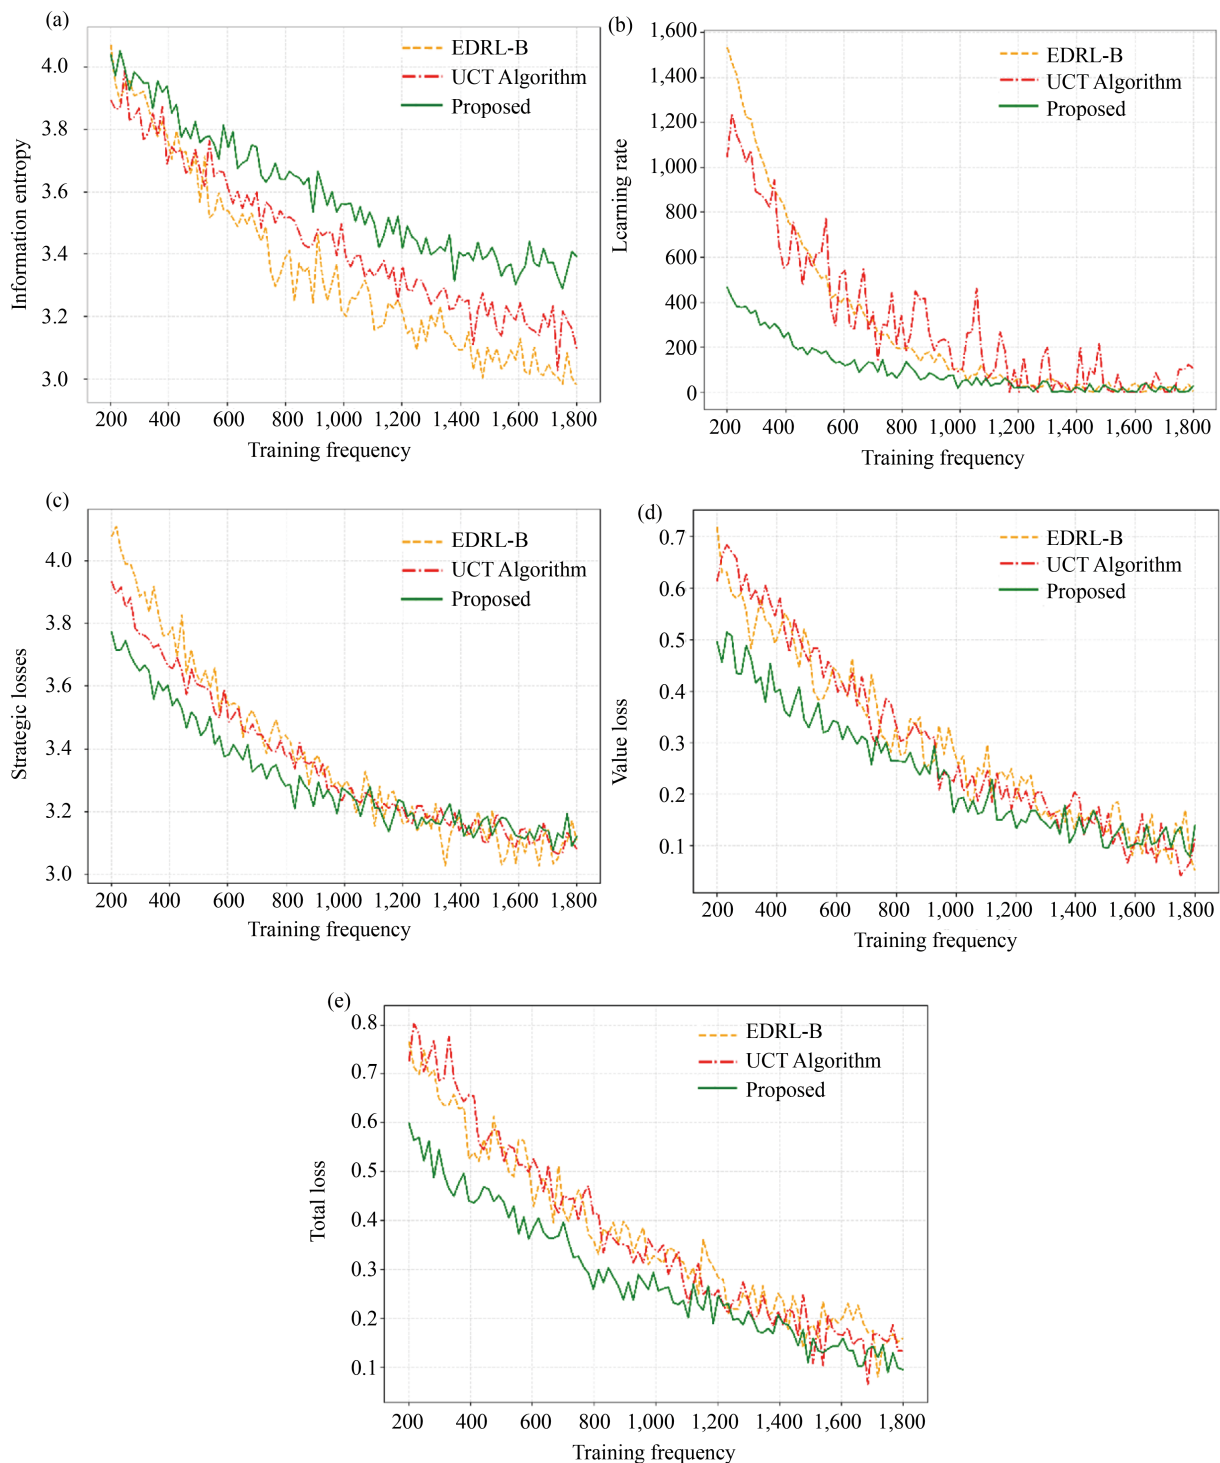 (a)
EDRL-B
UCT Algorithm
Proposed
Information entropy
4.0
3.8
3.6
3.4
3.2
3.0
200 400 600 800 1,000 1,200 1,400 1,600 1,800
Training frequency
(b)
EDRL-B
UCT Algorithm
Proposed
Lcarning rate
1,600
1,400
1,200
1,000
800
600
400
200
0
200 400 600 800 1,000 1,200 1,400 1,600 1,800
Training frequency
(c)
EDRL-B
UCT Algorithm
Proposed
Strategic losses
4.0
3.8
3.6
3.4
3.2
3.0
200 400 600 800 1,000 1,200 1,400 1,600 1,800
Training frequency
(d)
EDRL-B
UCT Algorithm
Proposed
Value loss
0.7
0.6
0.5
0.4
0.3
0.2
0.1
200 400 600 800 1,000 1,200 1,400 1,600 1,800
Training frequency
(e)
EDRL-B
UCT Algorithm
Proposed
Total loss
0.8
0.7
0.6
0.5
0.4
0.3
0.2
0.1
200 400 600 800 1,000 1,200 1,400 1,600 1,800
Training frequency